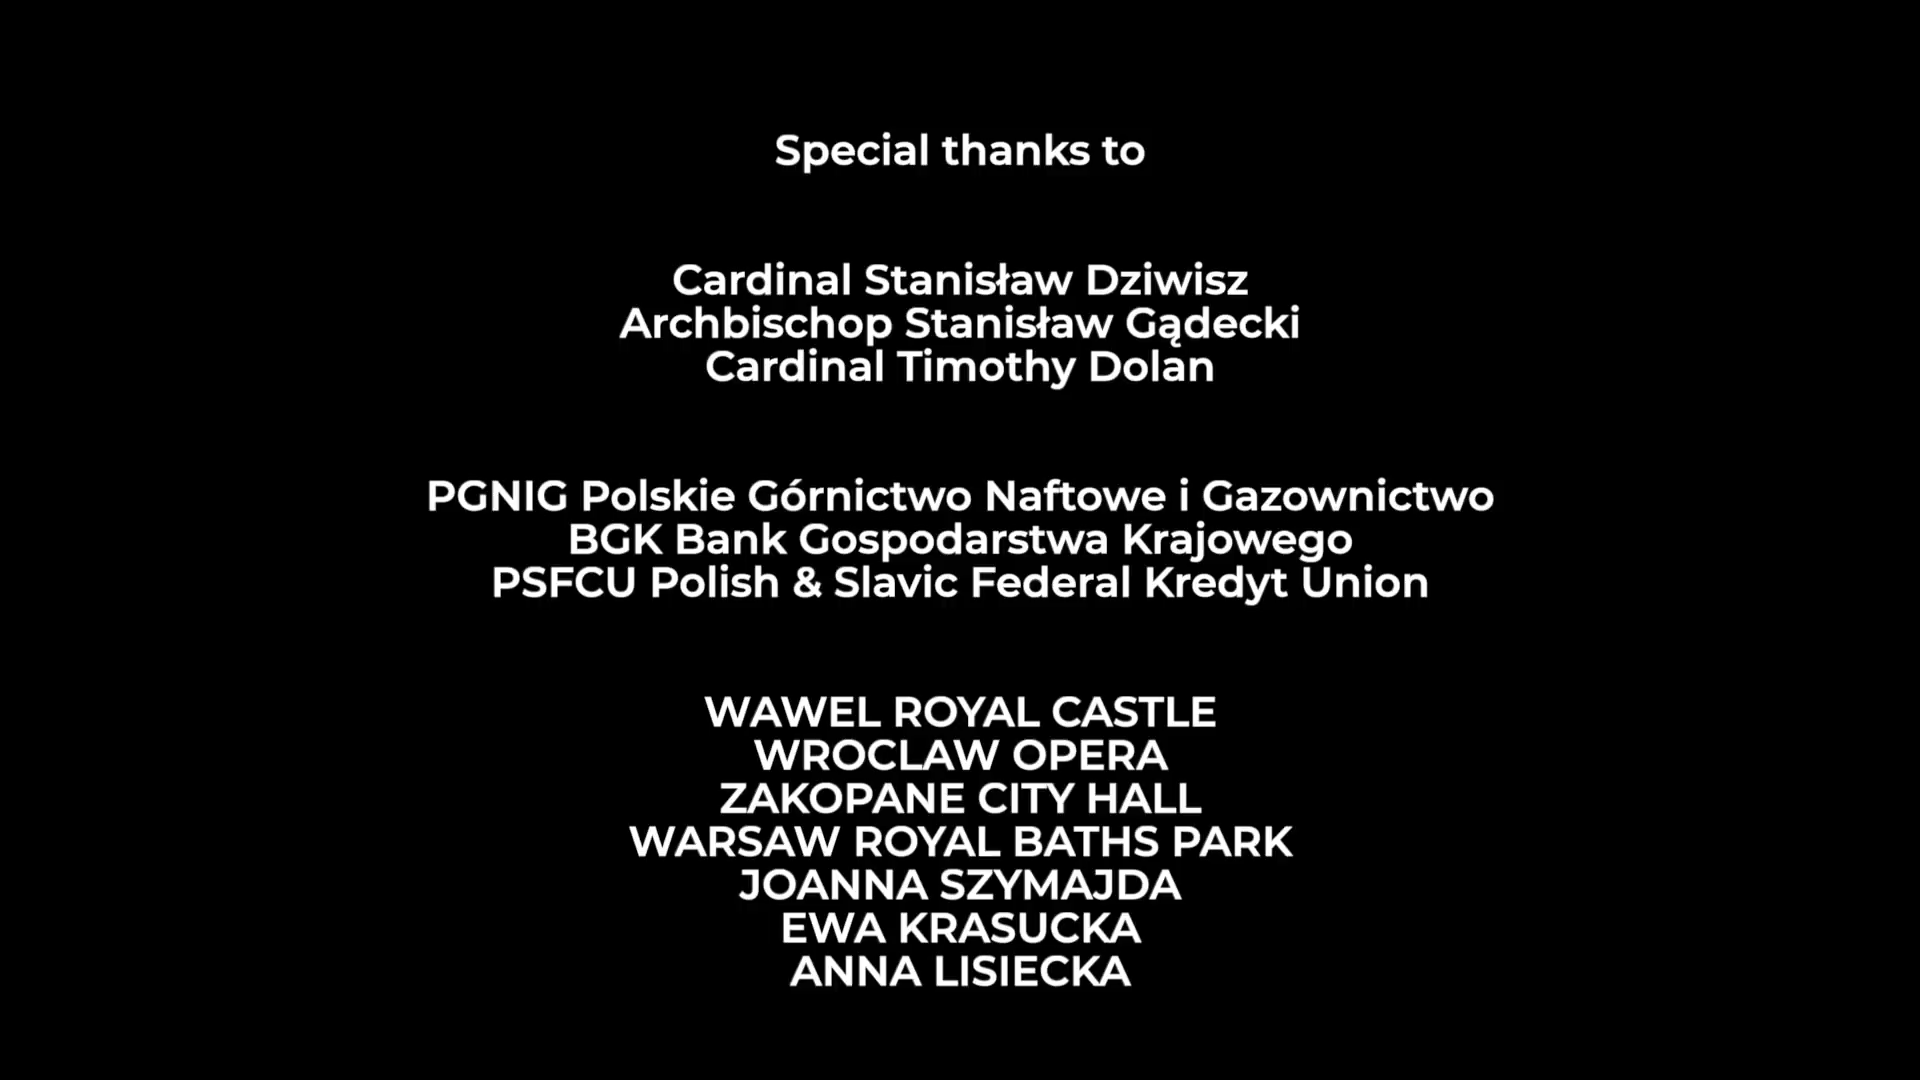 Special thanks to
Cardinal Stanisław Dziwisz
Archbischop Stanisław Gądecki
Cardinal Timothy Dolan
PGNIG Polskie Górnictwo Naftowe i Gazownictwo
BGK Bank Gospodarstwa Krajowego
PSFCU Polish & Slavic Federal Kredyt Union
WAWEL ROYAL CASTLE
WROCLAW OPERA
ZAKOPANE CITY HALL
WARSAW ROYAL BATHS PARK
JOANNA SZYMAJDA
EWA KRASUCKA
ANNA LISIECKA